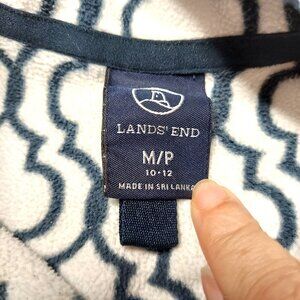 LANDS' END
M/P
10-12
MADE IN SRI LANKA